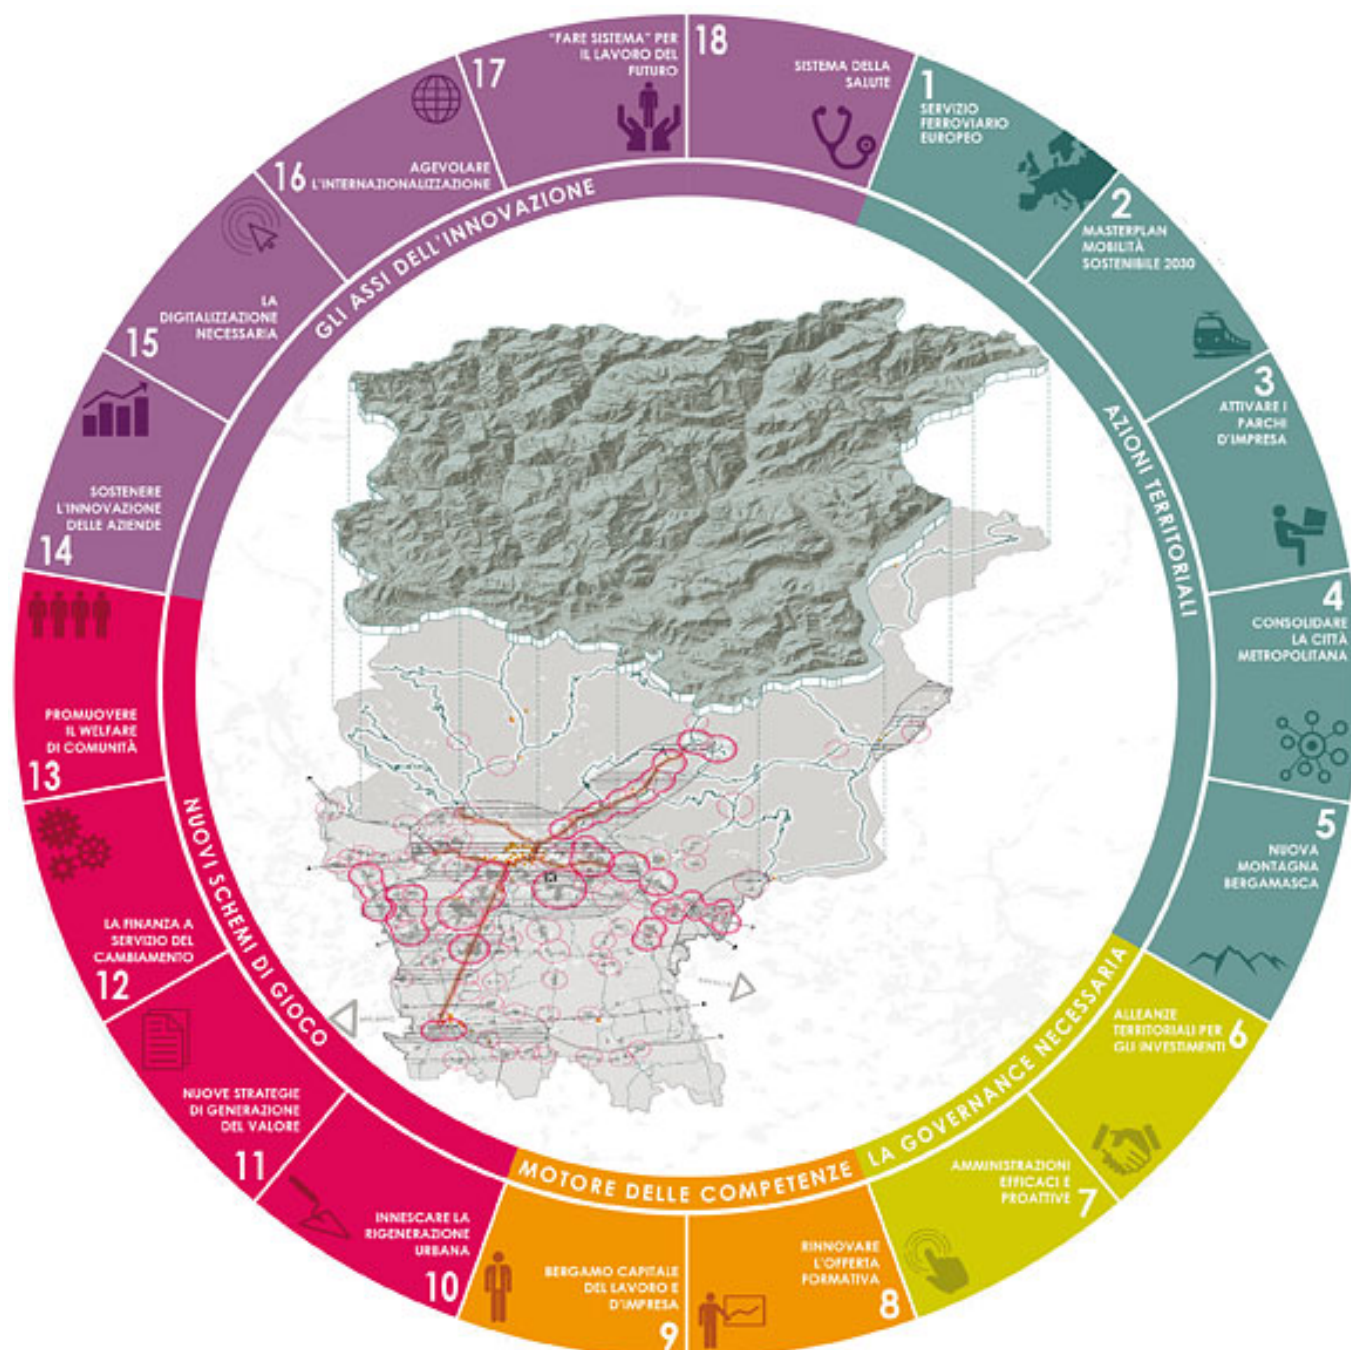 1
SERVIZIO
FERROVIARIO
EUROPEO
2
MASTERPLAN
MOBILITÀ
SOSTENIBILE 2030
3
ATTIVARE I
PARCHI
D'IMPRESA
4
CONSOLIDARE
LA CITTÀ
METROPOLITANA
5
NUOVA
MONTAGNA
BERGAMASCA
AZIONI TERRITORIALI
6
ALLEANZE
TERRITORIALI PER
GLI INVESTIMENTI
7
AMMINISTRAZIONI
EFFICACI E
PROATTIVE
LA GOVERNANCE NECESSARIA
8
RINNOVARE
L'OFFERTA
FORMATIVA
9
BERGAMO CAPITALE
DEL LAVORO E
D'IMPRESA
MOTORE DELLE COMPETENZE
10
INNESCARE LA
RIGENERAZIONE
URBANA
11
NUOVE STRATEGIE
DI GENERAZIONE
DEL VALORE
12
LA FINANZA A
SERVIZIO DEL
CAMBIAMENTO
13
PROMUOVERE
IL WELFARE
DI COMUNITÀ
NUOVI SCHEMI DI GIOCO
14
SOSTENERE
L'INNOVAZIONE
DELLE AZIENDE
15
LA
DIGITALIZZAZIONE
NECESSARIA
16
AGEVOLARE
L'INTERNAZIONALIZZAZIONE
17
"FARE SISTEMA" PER
IL LAVORO DEL
FUTURO
18
SISTEMA DELLA
SALUTE
GLI ASSI DELL'INNOVAZIONE